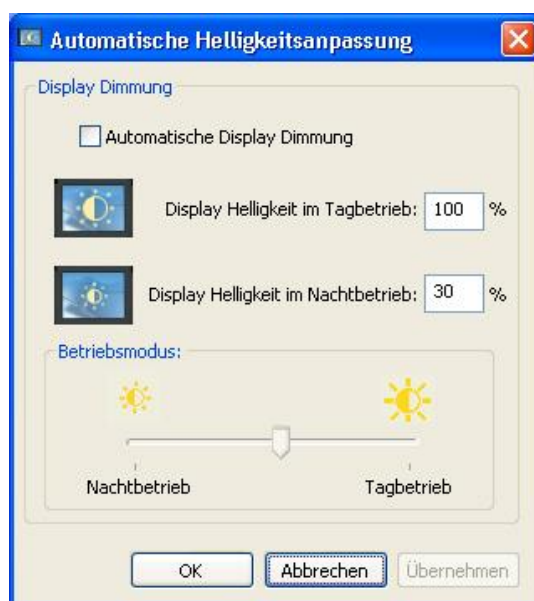 Automatische Helligkeitsanpassung
Display Dimmung
Automatische Display Dimmung
Display Helligkeit im Tagbetrieb: 100 %
Display Helligkeit im Nachtbetrieb: 30 %
Betriebsmodus:
Nachtbetrieb Tagbetrieb
OK Abbrechen Übernehmen